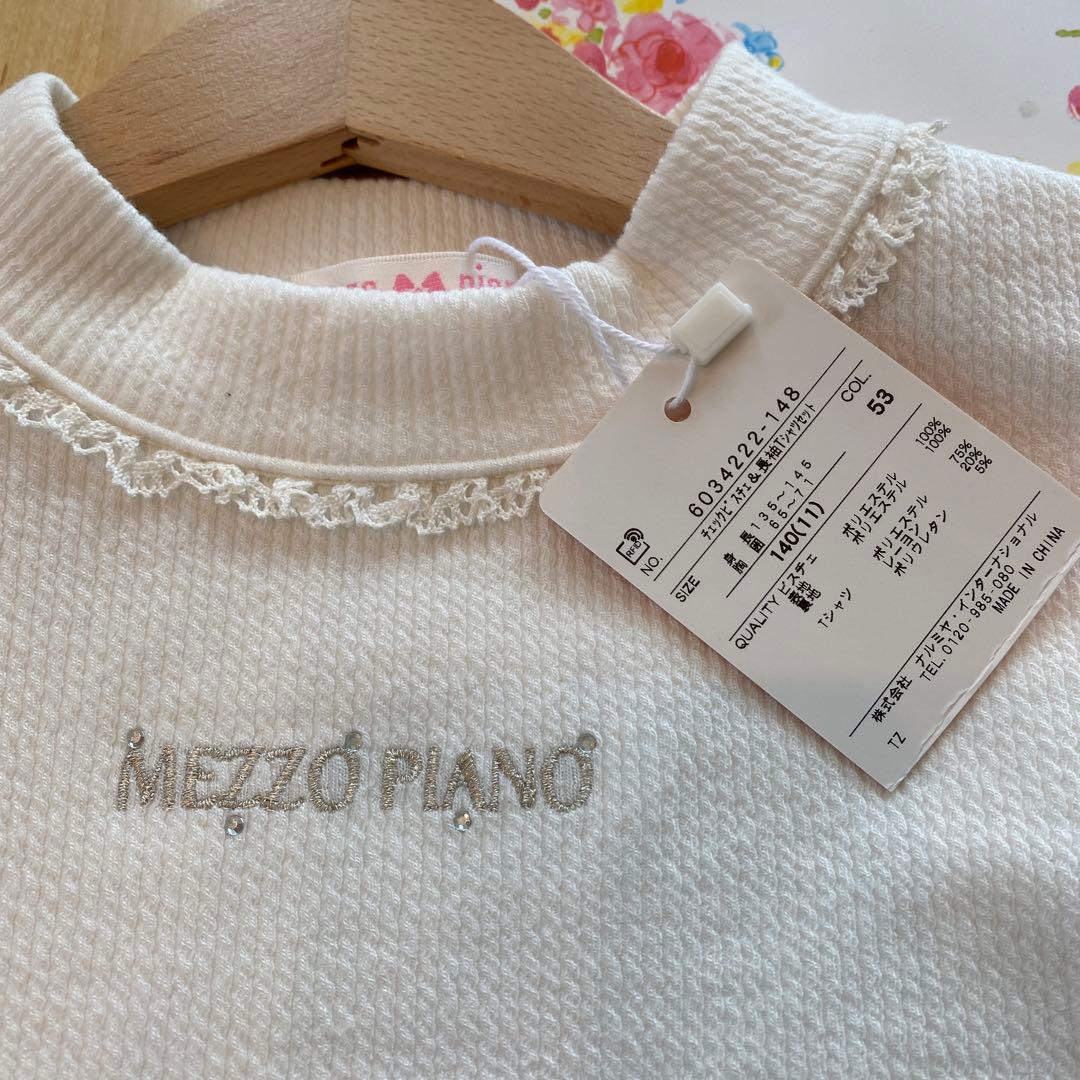 piano
MEZZO PIANO
RFID
NO.
6034222-148
チェックビスチェ&長袖Tシャツセット
COL.
53
SIZE
身長 135~145
胸囲 65~71
140(11)
QUALITY ビスチェ
表地 ポリエステル 100%
裏地 ポリエステル 100%
Tシャツ ポリエステル 75%
レーヨン 20%
ポリウレタン 5%
株式会社 ナルミヤ・インターナショナル
TEL.0120-985-080
TZ MADE IN CHINA